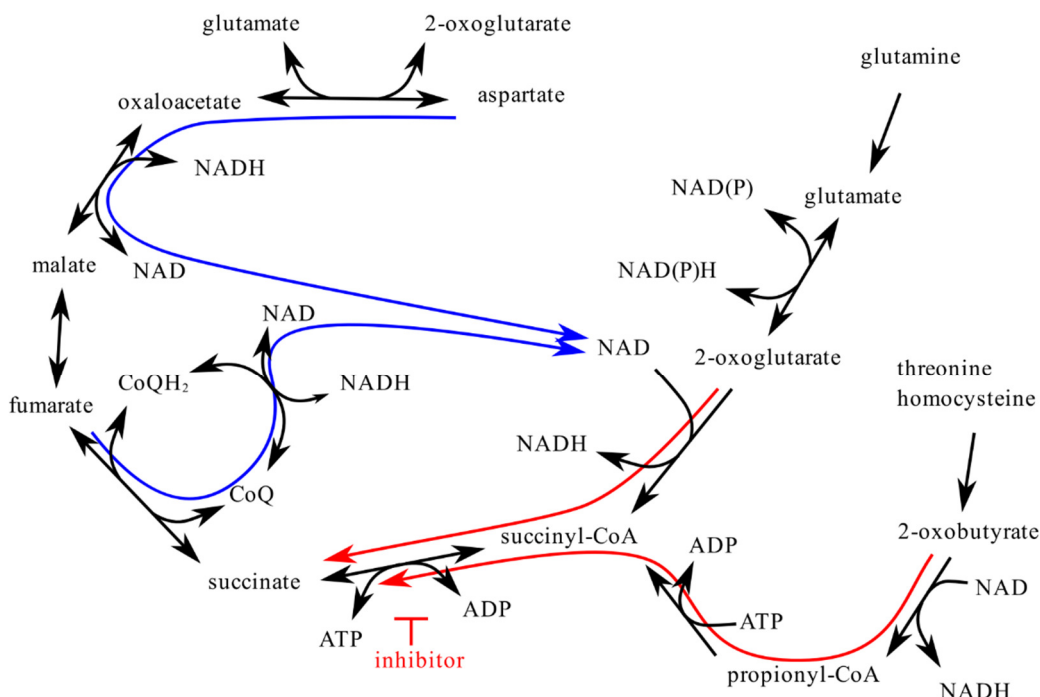 glutamate
2-oxoglutarate
glutamine
oxaloacetate
aspartate
NADH
NAD(P)
glutamate
malate
NAD
NAD(P)H
NAD
NAD
2-oxoglutarate
CoQH₂
NADH
threonine
homocysteine
fumarate
NADH
CoQ
succinyl-CoA
2-oxobutyrate
ADP
succinate
NAD
ADP
ATP
ATP
inhibitor
propionyl-CoA
NADH